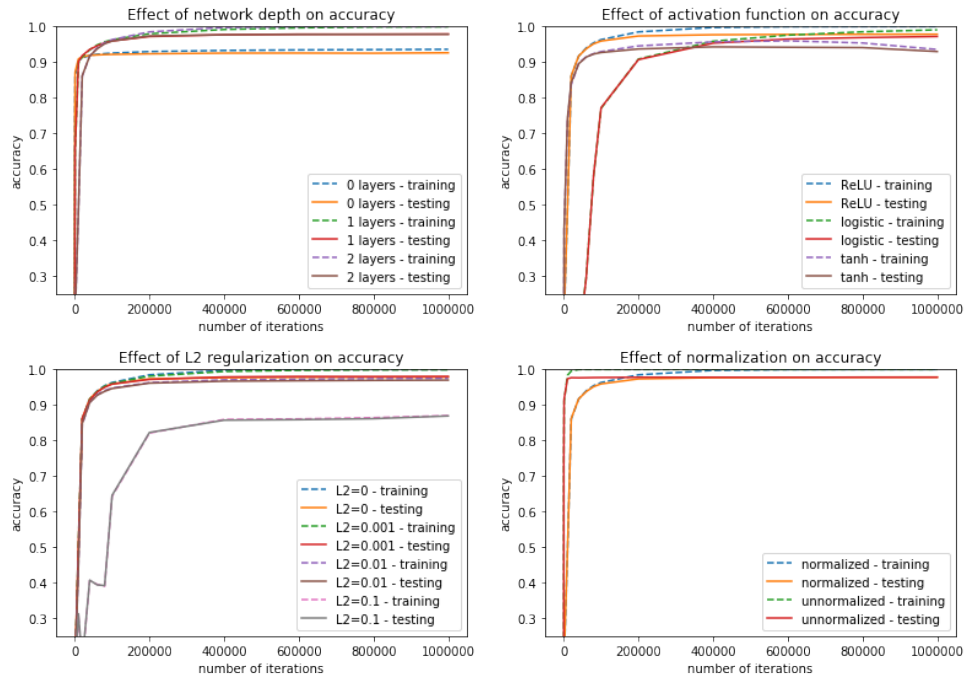 Effect of network depth on accuracy
accuracy
1.0
0.9
0.8
0.7
0.6
0.5
0.4
0.3
0 layers - training
0 layers - testing
1 layers - training
1 layers - testing
2 layers - training
2 layers - testing
0 200000 400000 600000 800000 1000000
number of iterations
Effect of activation function on accuracy
accuracy
1.0
0.9
0.8
0.7
0.6
0.5
0.4
0.3
ReLU - training
ReLU - testing
logistic - training
logistic - testing
tanh - training
tanh - testing
0 200000 400000 600000 800000 1000000
number of iterations
Effect of L2 regularization on accuracy
accuracy
1.0
0.9
0.8
0.7
0.6
0.5
0.4
0.3
L2=0 - training
L2=0 - testing
L2=0.001 - training
L2=0.001 - testing
L2=0.01 - training
L2=0.01 - testing
L2=0.1 - training
L2=0.1 - testing
0 200000 400000 600000 800000 1000000
number of iterations
Effect of normalization on accuracy
accuracy
1.0
0.9
0.8
0.7
0.6
0.5
0.4
0.3
normalized - training
normalized - testing
unnormalized - training
unnormalized - testing
0 200000 400000 600000 800000 1000000
number of iterations